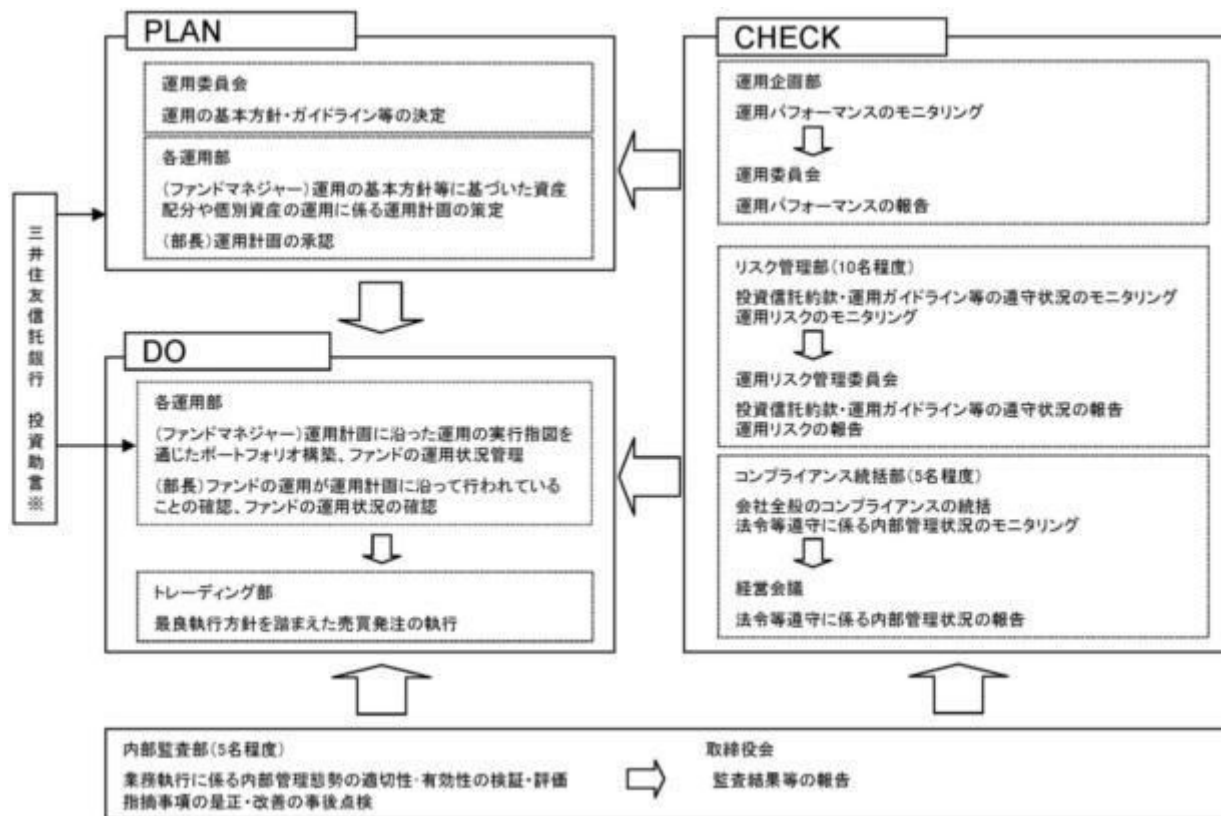 PLAN
運用委員会
運用の基本方針・ガイドライン等の決定
各運用部
(ファンドマネジャー)運用の基本方針等に基づいた資産
配分や個別資産の運用に係る運用計画の策定
(部長)運用計画の承認
三井住友信託銀行 投資助言※
DO
各運用部
(ファンドマネジャー)運用計画に沿った運用の実行指図を
通じたポートフォリオ構築、ファンドの運用状況管理
(部長)ファンドの運用が運用計画に沿って行われている
ことの確認、ファンドの運用状況の確認
トレーディング部
最良執行方針を踏まえた売買発注の執行
CHECK
運用企画部
運用パフォーマンスのモニタリング
運用委員会
運用パフォーマンスの報告
リスク管理部(10名程度)
投資信託約款・運用ガイドライン等の遵守状況のモニタリング
運用リスクのモニタリング
運用リスク管理委員会
投資信託約款・運用ガイドライン等の遵守状況の報告
運用リスクの報告
コンプライアンス統括部(5名程度)
会社全般のコンプライアンスの統括
法令等遵守に係る内部管理状況のモニタリング
経営会議
法令等遵守に係る内部管理状況の報告
内部監査部(5名程度)
業務執行に係る内部管理態勢の適切性・有効性の検証・評価
指摘事項の是正・改善の事後点検
取締役会
監査結果等の報告